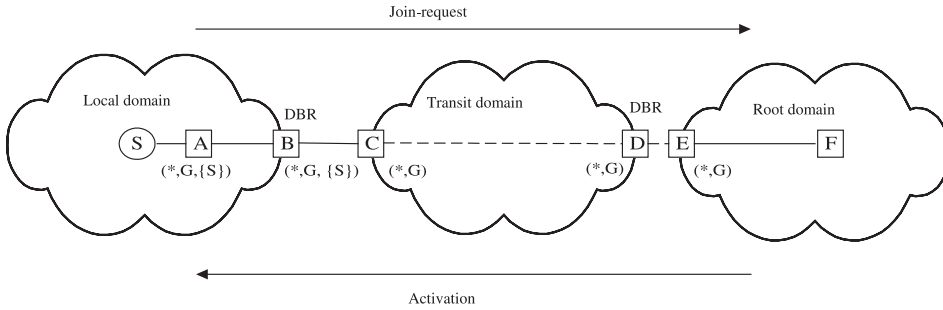 Join-request
Local domain
DBR
Transit domain
DBR
Root domain
S
A
B
C
D
E
F
(*,G,{S})
(*,G, {S})
(*,G)
(*,G)
(*,G)
Activation